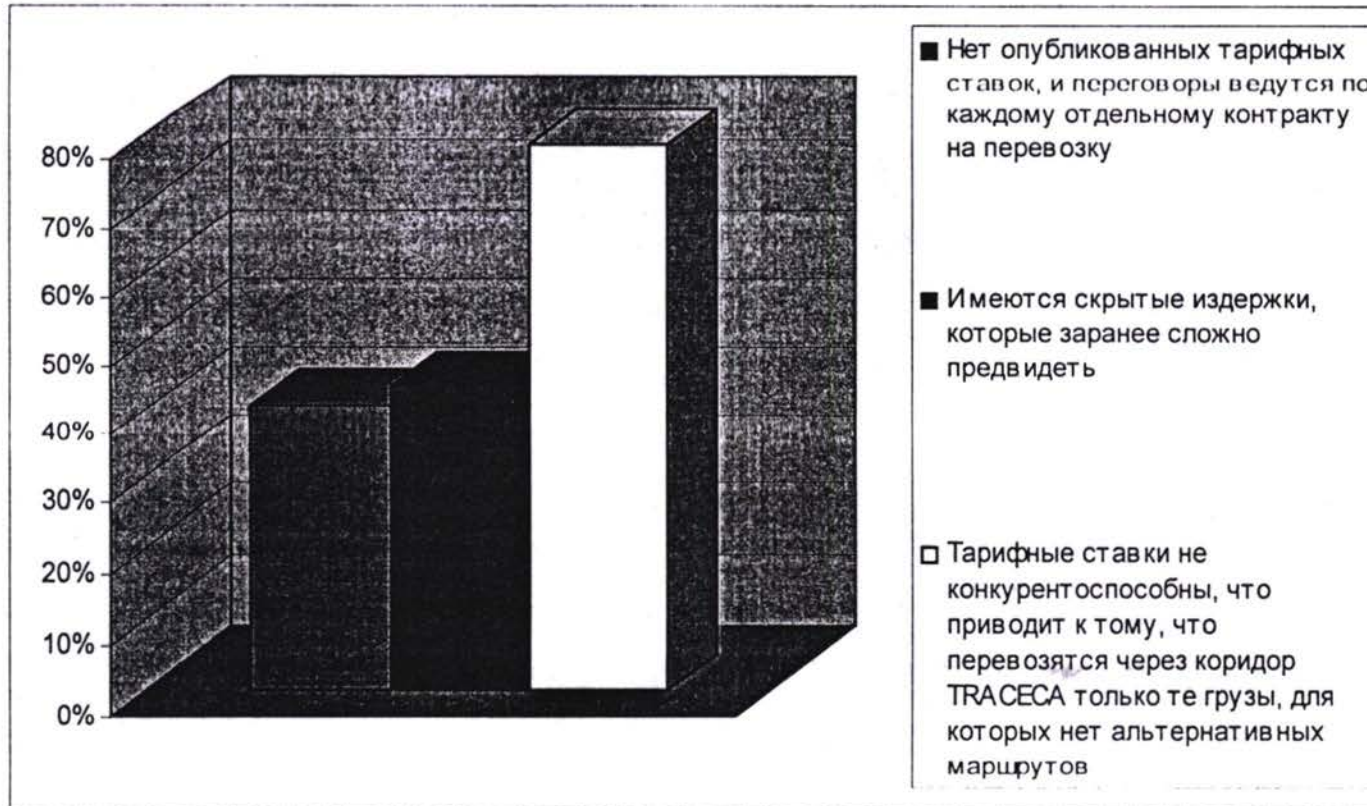 80%
70%
60%
50%
40%
30%
20%
10%
0%
Нет опубликованных тарифных
ставок, и переговоры ведутся по
каждому отдельному контракту
на перевозку
Имеются скрытые издержки,
которые заранее сложно
предвидеть
Тарифные ставки не
конкурентоспособны, что
приводит к тому, что
перевозятся через коридор
TRACECA только те грузы, для
которых нет альтернативных
маршрутов